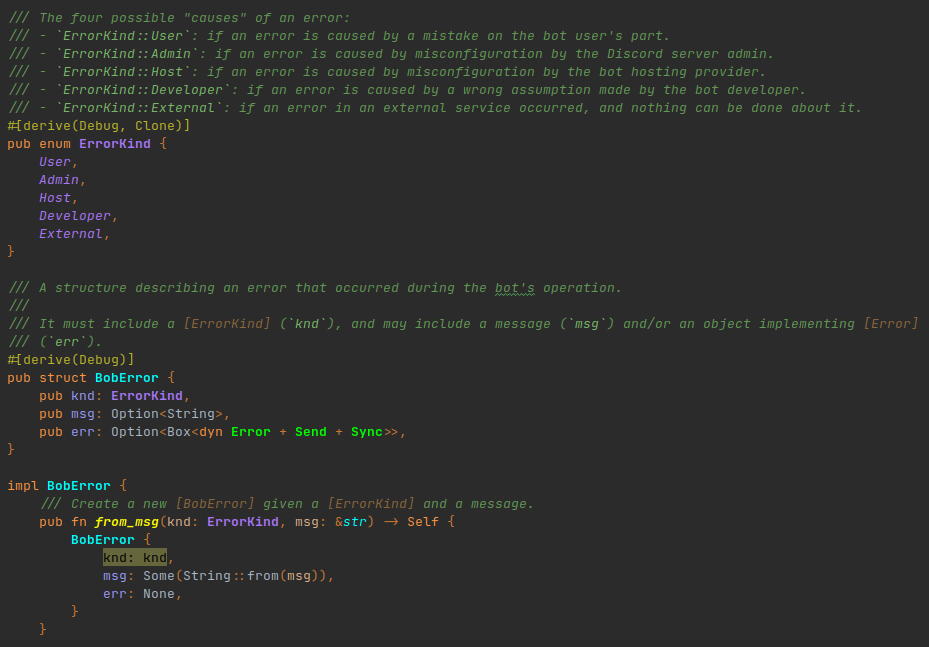 /// The four possible "causes" of an error:
/// - `ErrorKind::User`: if an error is caused by a mistake on the bot user's part.
/// - `ErrorKind::Admin`: if an error is caused by misconfiguration by the Discord server admin.
/// - `ErrorKind::Host`: if an error is caused by misconfiguration by the bot hosting provider.
/// - `ErrorKind::Developer`: if an error is caused by a wrong assumption made by the bot developer.
/// - `ErrorKind::External`: if an error in an external service occurred, and nothing can be done about it.
#[derive(Debug, Clone)]
pub enum ErrorKind {
    User,
    Admin,
    Host,
    Developer,
    External,
}

/// A structure describing an error that occurred during the bot's operation.
///
/// It must include a [ErrorKind] (`knd`), and may include a message (`msg`) and/or an object implementing [Error]
/// (`err`).
#[derive(Debug)]
pub struct BobError {
    pub knd: ErrorKind,
    pub msg: Option<String>,
    pub err: Option<Box<dyn Error + Send + Sync>>,
}

impl BobError {
    /// Create a new [BobError] given a [ErrorKind] and a message.
    pub fn from_msg(knd: ErrorKind, msg: &str) -> Self {
        BobError {
            knd: knd,
            msg: Some(String::from(msg)),
            err: None,
        }
    }